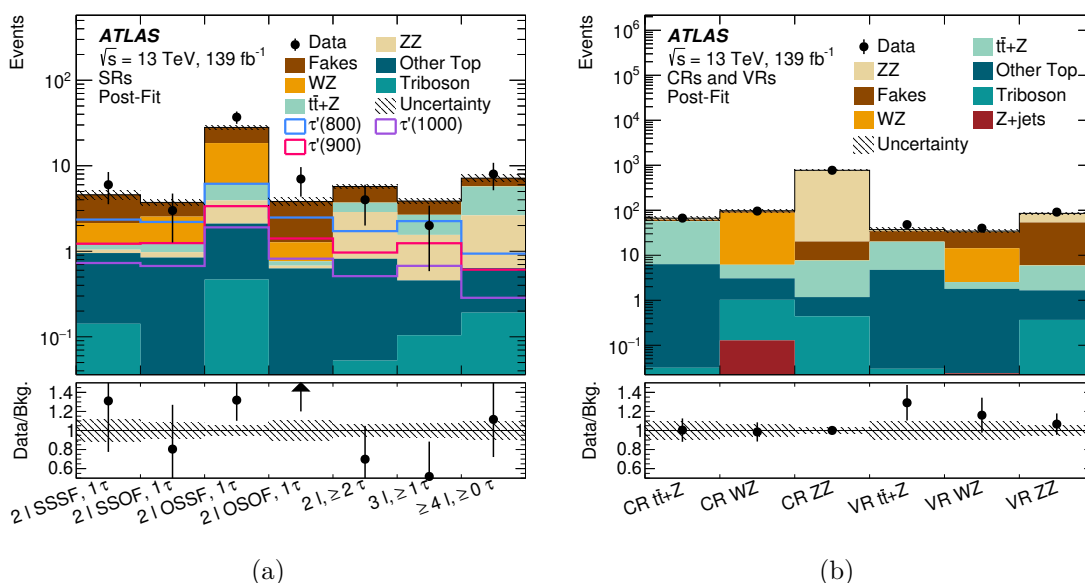 Events
ATLAS
√s = 13 TeV, 139 fb⁻¹
SRs
Post-Fit
Data
ZZ
Fakes
Other Top
WZ
Triboson
tt̄+Z
Uncertainty
τ'(800)
τ'(1000)
τ'(900)
10²
10
1
10⁻¹
Data/Bkg.
1.4
1.2
1
0.8
0.6
2 l SSSF, 1 τ
2 l SSOF, 1 τ
2 l OSSF, 1 τ
2 l OSOF, 1 τ
2 l, ≥ 2 τ
3 l, ≥ 1 τ
≥ 4 l, ≥ 0 τ
(a)
Events
ATLAS
√s = 13 TeV, 139 fb⁻¹
CRs and VRs
Post-Fit
Data
tt̄+Z
ZZ
Other Top
Fakes
Triboson
WZ
Z+jets
Uncertainty
10⁶
10⁵
10⁴
10³
10²
10
1
10⁻¹
Data/Bkg.
1.4
1.2
1
0.8
0.6
CR tt̄+Z
CR WZ
CR ZZ
VR tt̄+Z
VR WZ
VR ZZ
(b)